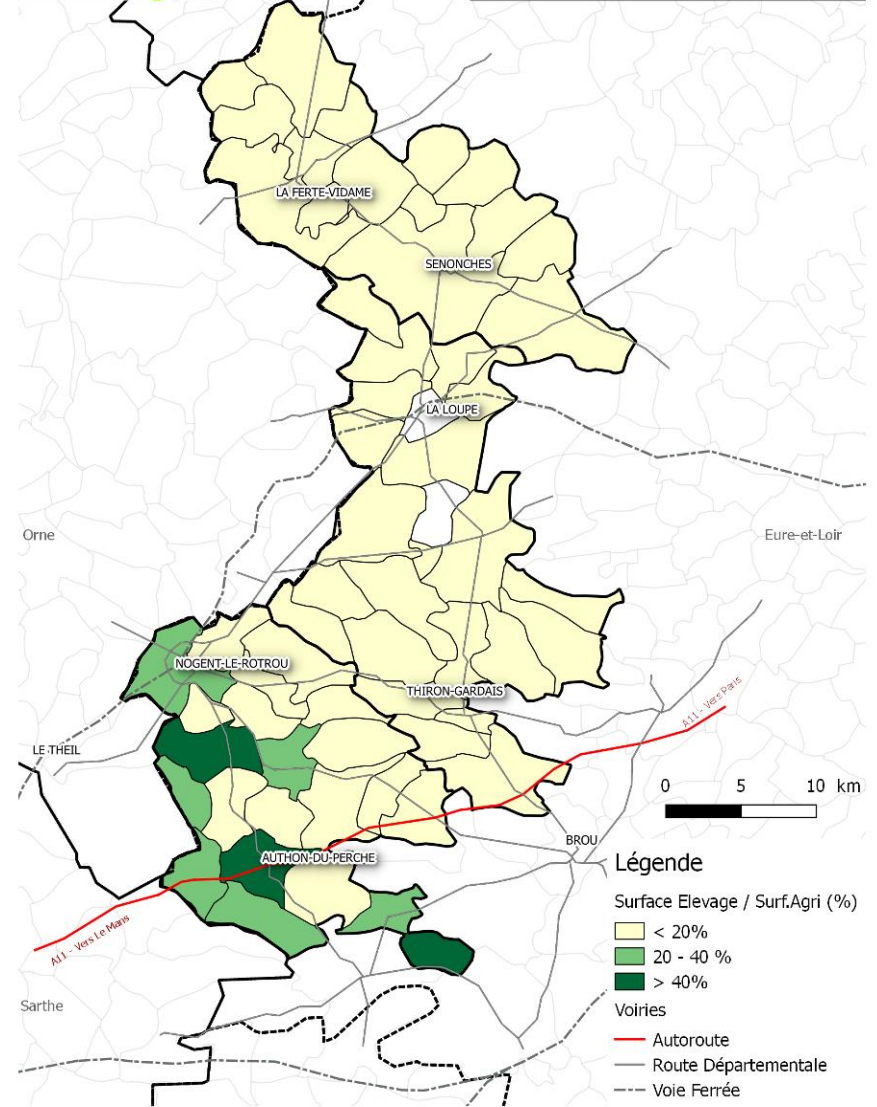 LA FERTE-VIDAME
SENONCHES
LA LOUPE
Orne
Eure-et-Loir
NOGENT-LE-ROTROU
THIRON-GARDAIS
A11 - Vers Paris
LE THEIL
0 5 10 km
BROU
AUTHON-DU-PERCHE
A11 - Vers Le Mans
Sarthe
Légende
Surface Elevage / Surf.Agri (%)
< 20%
20 - 40 %
> 40%
Voiries
Autoroute
Route Départementale
Voie Ferrée